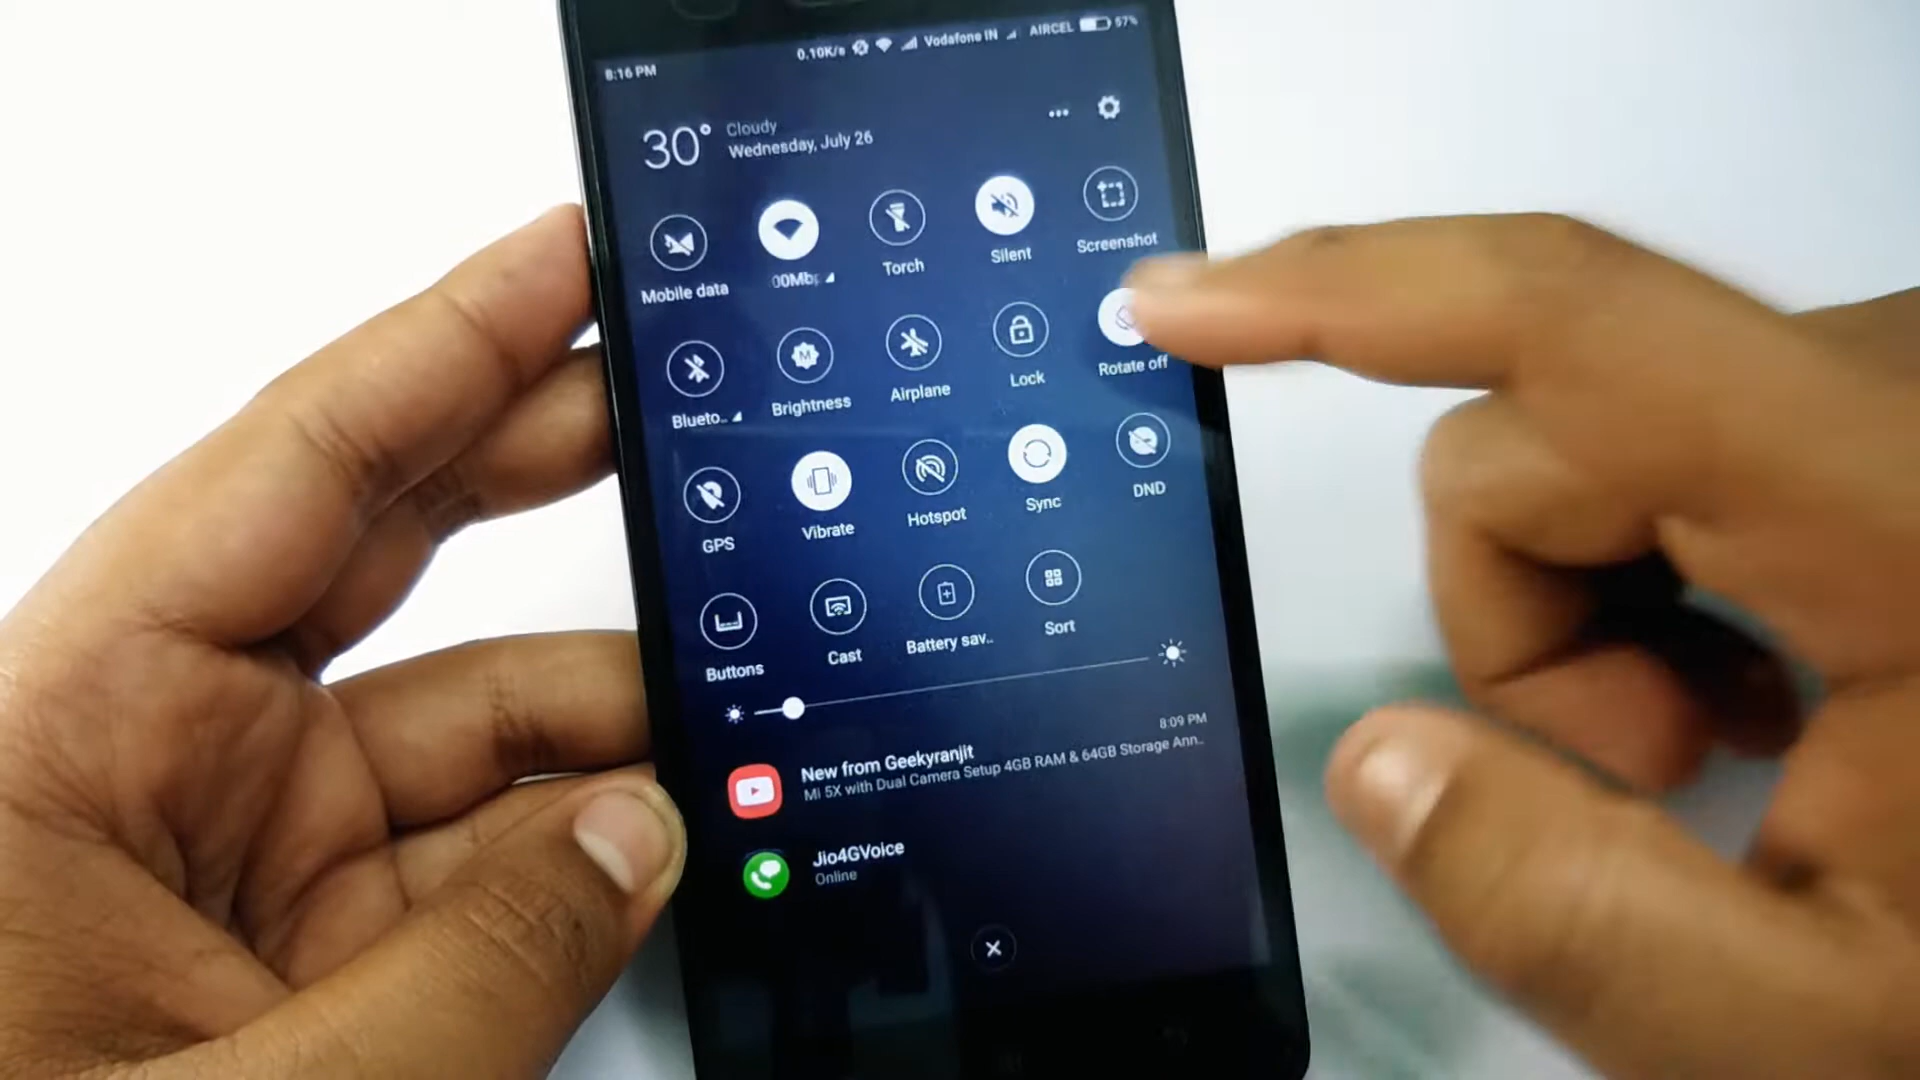 8:16 PM
0.10K/s
Vodafone IN
AIRCEL
57%
30°
Cloudy
Wednesday, July 26
Mobile data
Torch
Silent
Screenshot
Blueto..
Brightness
Airplane
Lock
Rotate off
GPS
Vibrate
Hotspot
Sync
DND
Buttons
Cast
Battery sav..
Sort
New from Geekyranjit
8:09 PM
Mi 5X with Dual Camera Setup 4GB RAM & 64GB Storage Ann..
Jio4GVoice
Online